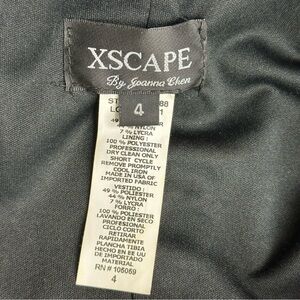 XSCAPE
By Joanna Chen
4
7 % LYCRA
LINING :
100 % POLYESTER
PROFESSIONAL
DRY CLEAN ONLY
SHORT CYCLE
REMOVE PROMPTLY
COOL IRON
MADE IN USA OF
IMPORTED FABRIC
VESTIDO :
49 % POLIESTER
44 % NYLON
7 % LYCRA
FORRO :
100 % POLIESTER
LAVANDO EN SECO
PROFESIONAL
CICLO CORTO
RETIRAR
RAPIDAMENTE
PLANCHA TIBIA
HECHO EN EE UU
DE IMPORTADO
MATERIAL
RN # 105059
4